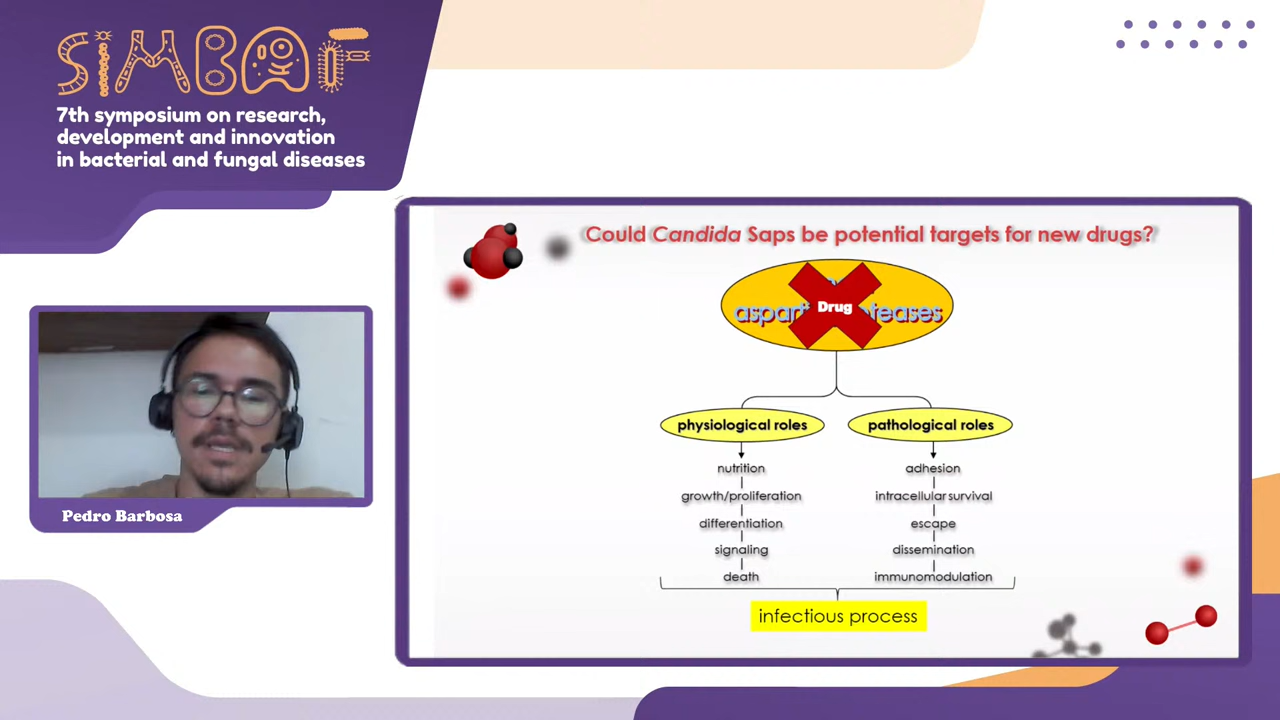 SIMBAF
7th symposium on research,
development and innovation
in bacterial and fungal diseases
Could Candida Saps be potential targets for new drugs?
Drug
physiological roles
pathological roles
nutrition
adhesion
growth/proliferation
intracellular survival
differentiation
escape
signaling
dissemination
death
immunomodulation
infectious process
Pedro Barbosa